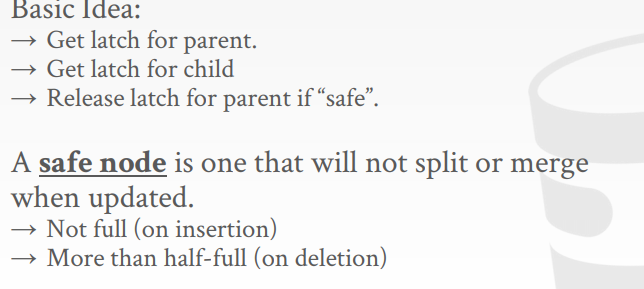 Basic Idea:
→ Get latch for parent.
→ Get latch for child
→ Release latch for parent if “safe”.
A safe node is one that will not split or merge
when updated.
→ Not full (on insertion)
→ More than half-full (on deletion)